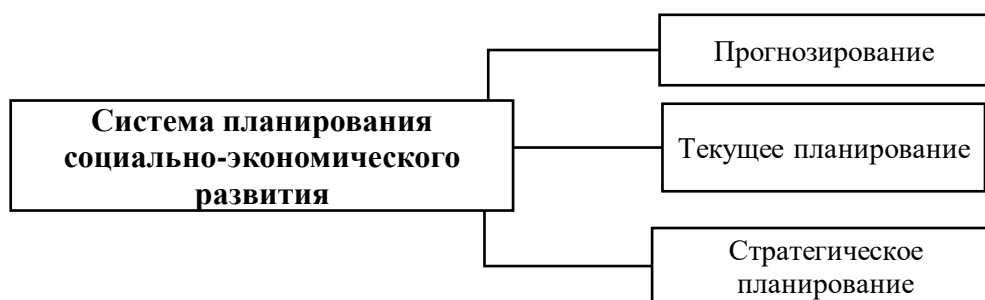 Система планирования
социально-экономического
развития
Прогнозирование
Текущее планирование
Стратегическое
планирование